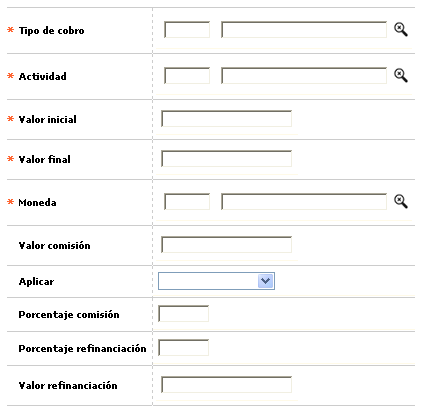 * Tipo de cobro
* Actividad
* Valor inicial
* Valor final
* Moneda
Valor comisión
Aplicar
Porcentaje comisión
Porcentaje refinanciación
Valor refinanciación